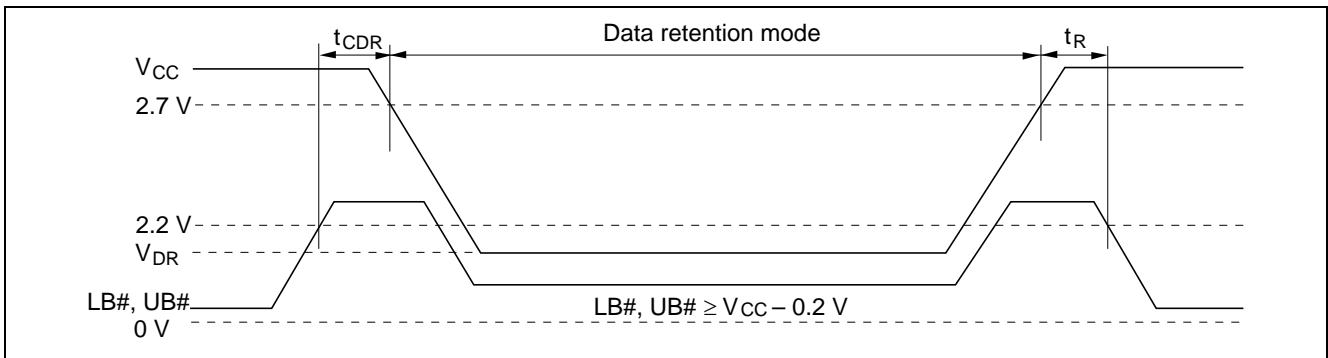 tCDR
Data retention mode
tR
VCC
2.7 V
2.2 V
VDR
LB#, UB#
LB#, UB# ≥ VCC – 0.2 V
0 V